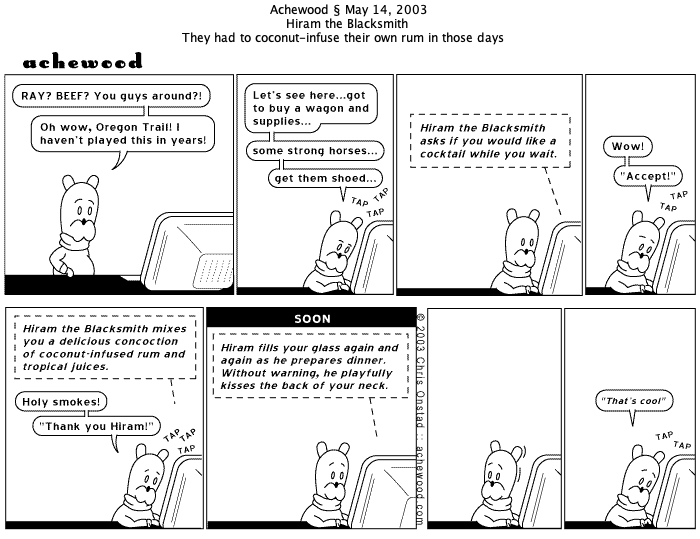 Achewood § May 14, 2003
Hiram the Blacksmith
They had to coconut-infuse their own rum in those days
achewood
RAY? BEEF? You guys around?!
Oh wow, Oregon Trail! I
haven't played this in years!
Let's see here...got
to buy a wagon and
supplies...
some strong horses...
get them shoed...
TAP TAP
TAP
Hiram the Blacksmith
asks if you would like a
cocktail while you wait.
Wow!
"Accept!"
TAP TAP
TAP
Hiram the Blacksmith mixes
you a delicious concoction
of coconut-infused rum and
tropical juices.
Holy smokes!
"Thank you Hiram!"
TAP TAP
TAP
SOON
Hiram fills your glass again and
again as he prepares dinner.
Without warning, he playfully
kisses the back of your neck.
© 2003 Chris Onstad :: achewood.com
"That's cool"
TAP TAP
TAP